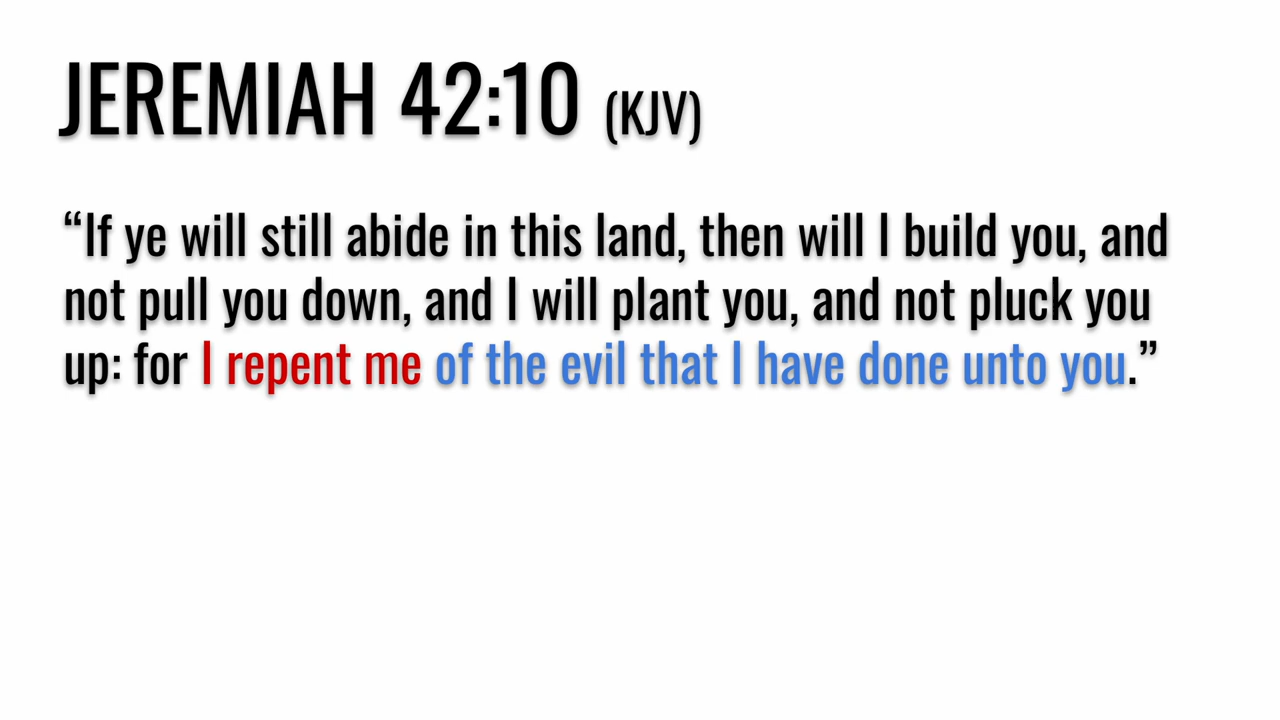 JEREMIAH 42:10 (KJV)
“If ye will still abide in this land, then will I build you, and
not pull you down, and I will plant you, and not pluck you
up: for I repent me of the evil that I have done unto you.”